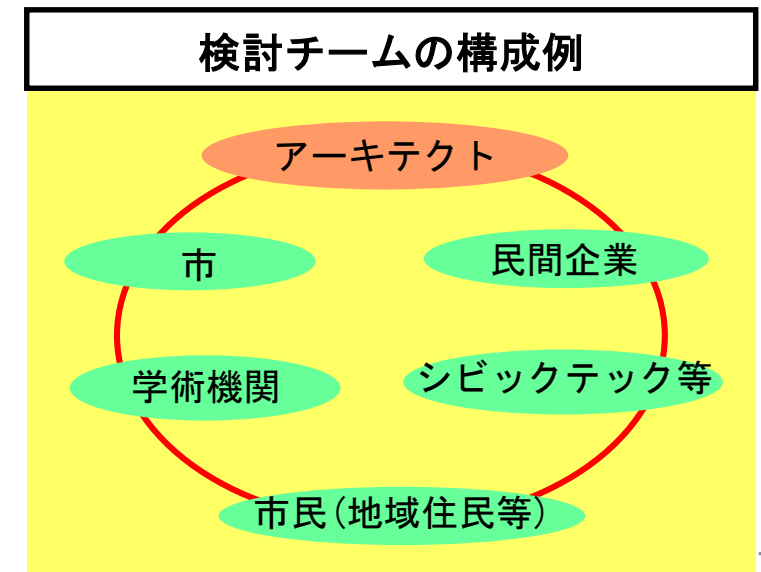 検討チームの構成例
アーキテクト
市
民間企業
学術機関
シビックテック等
市民(地域住民等)